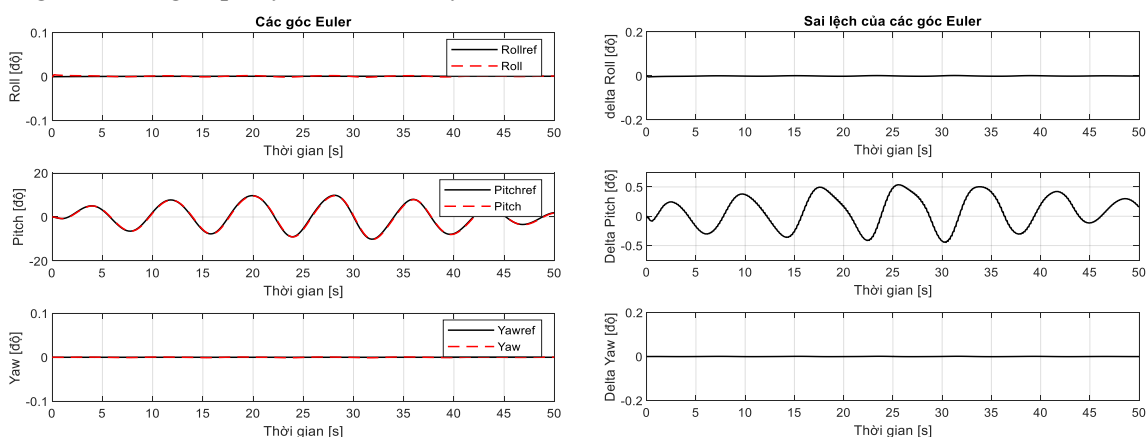 Các góc Euler
0.1
0
-0.1
Roll [độ]
Rollref
Roll
0 5 10 15 20 25 30 35 40 45 50
Thời gian [s]
20
0
-20
Pitch [độ]
Pitchref
Pitch
0 5 10 15 20 25 30 35 40 45 50
Thời gian [s]
0.1
0
-0.1
Yaw [độ]
Yawref
Yaw
0 5 10 15 20 25 30 35 40 45 50
Thời gian [s]
Sai lệch của các góc Euler
0.2
0
-0.2
delta Roll [độ]
0 5 10 15 20 25 30 35 40 45 50
Thời gian [s]
0.5
0
-0.5
Delta Pitch [độ]
0 5 10 15 20 25 30 35 40 45 50
Thời gian [s]
0.2
0
-0.2
Delta Yaw [độ]
0 5 10 15 20 25 30 35 40 45 50
Thời gian [s]